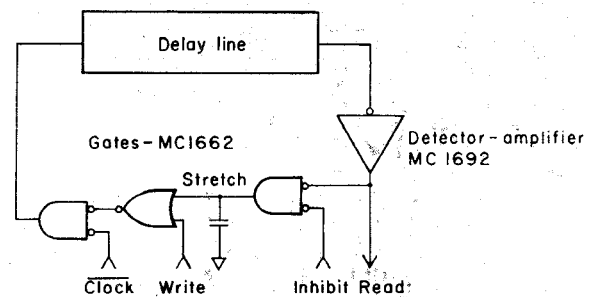 Delay line
Gates-MC1662
Detector-amplifier
MC 1692
Stretch
Clock Write Inhibit Read